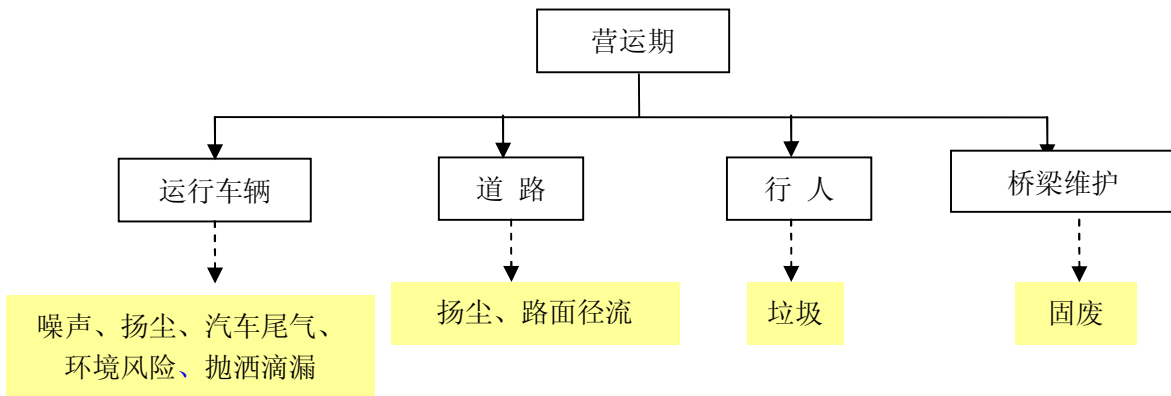 营运期
运行车辆
道 路
行 人
桥梁维护
噪声、扬尘、汽车尾气、
环境风险、抛洒滴漏
扬尘、路面径流
垃圾
固废